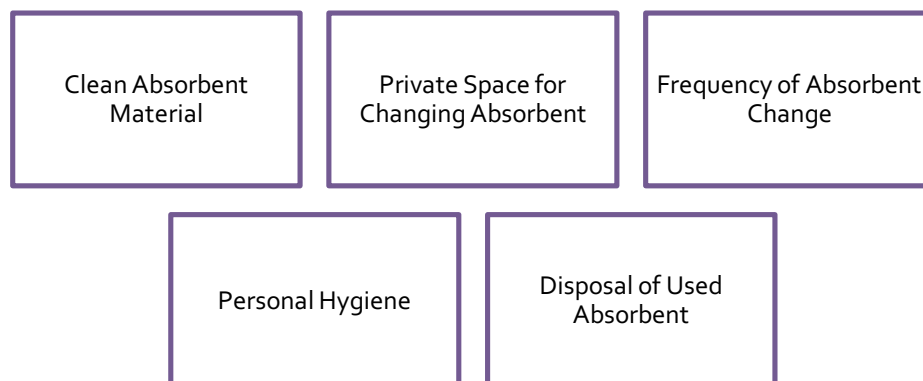 Clean Absorbent
Material
Private Space for
Changing Absorbent
Frequency of Absorbent
Change
Personal Hygiene
Disposal of Used
Absorbent